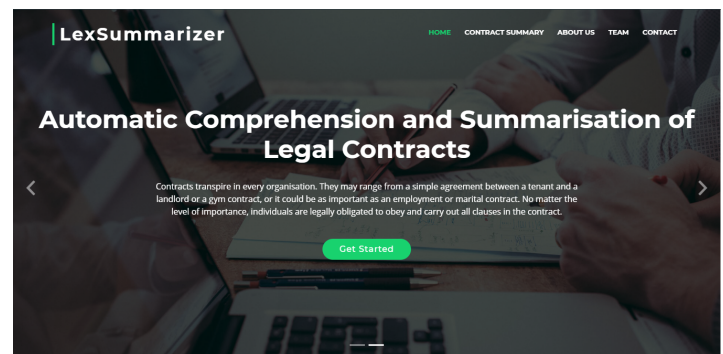 LexSummarizer
HOME CONTRACT SUMMARY ABOUT US TEAM CONTACT
Automatic Comprehension and Summarisation of
Legal Contracts
Contracts transpire in every organisation. They may range from a simple agreement between a tenant and a
landlord or a gym contract, or it could be as important as an employment or marital contract. No matter the
level of importance, individuals are legally obligated to obey and carry out all clauses in the contract.
Get Started